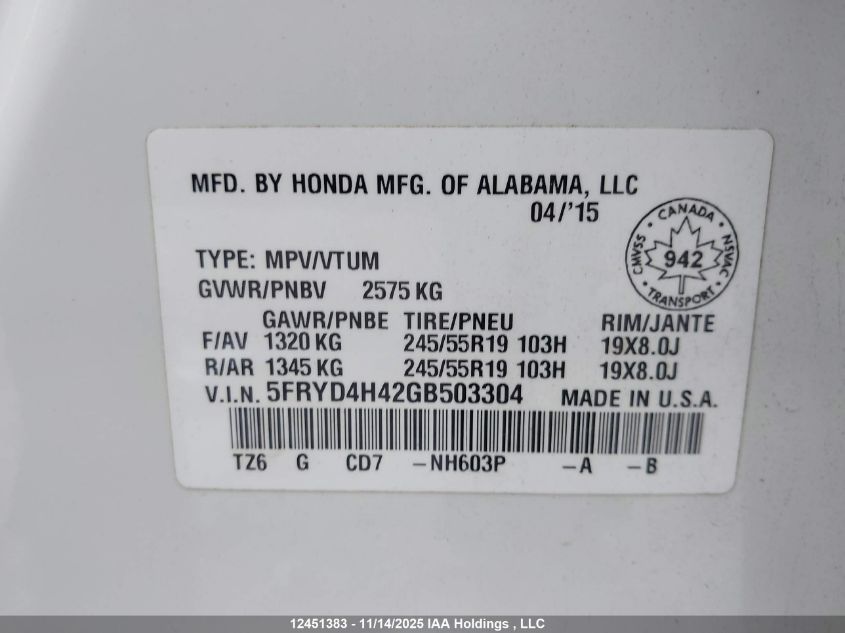 MFD. BY HONDA MFG. OF ALABAMA, LLC
04/'15
CANADA
CMVSS 942 NSVAC
TRANSPORT
TYPE: MPV/VTUM
GVWR/PNBV 2575 KG
GAWR/PNBE TIRE/PNEU RIM/JANTE
F/AV 1320 KG 245/55R19 103H 19X8.0J
R/AR 1345 KG 245/55R19 103H 19X8.0J
V.I.N. 5FRYD4H42GB503304 MADE IN U.S.A.
TZ6 G CD7 -NH603P -A -B
12451383 - 11/14/2025 IAA Holdings , LLC